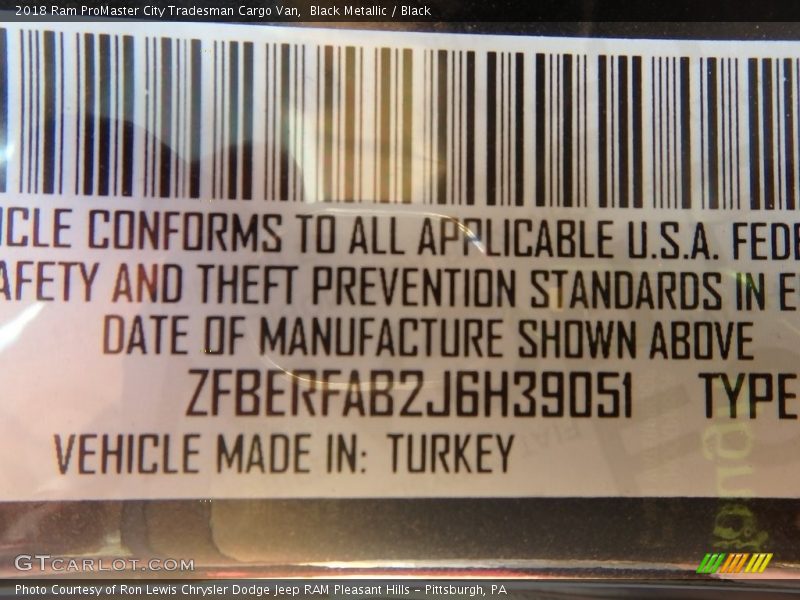 2018 Ram ProMaster City Tradesman Cargo Van,  Black Metallic / Black
ICLE CONFORMS TO ALL APPLICABLE U.S.A. FEDE
AFETY AND THEFT PREVENTION STANDARDS IN E
DATE OF MANUFACTURE SHOWN ABOVE
ZFBERFAB2J6H39051 TYPE
VEHICLE MADE IN: TURKEY
GTCARLOT.COM
Photo Courtesy of Ron Lewis Chrysler Dodge Jeep RAM Pleasant Hills - Pittsburgh, PA